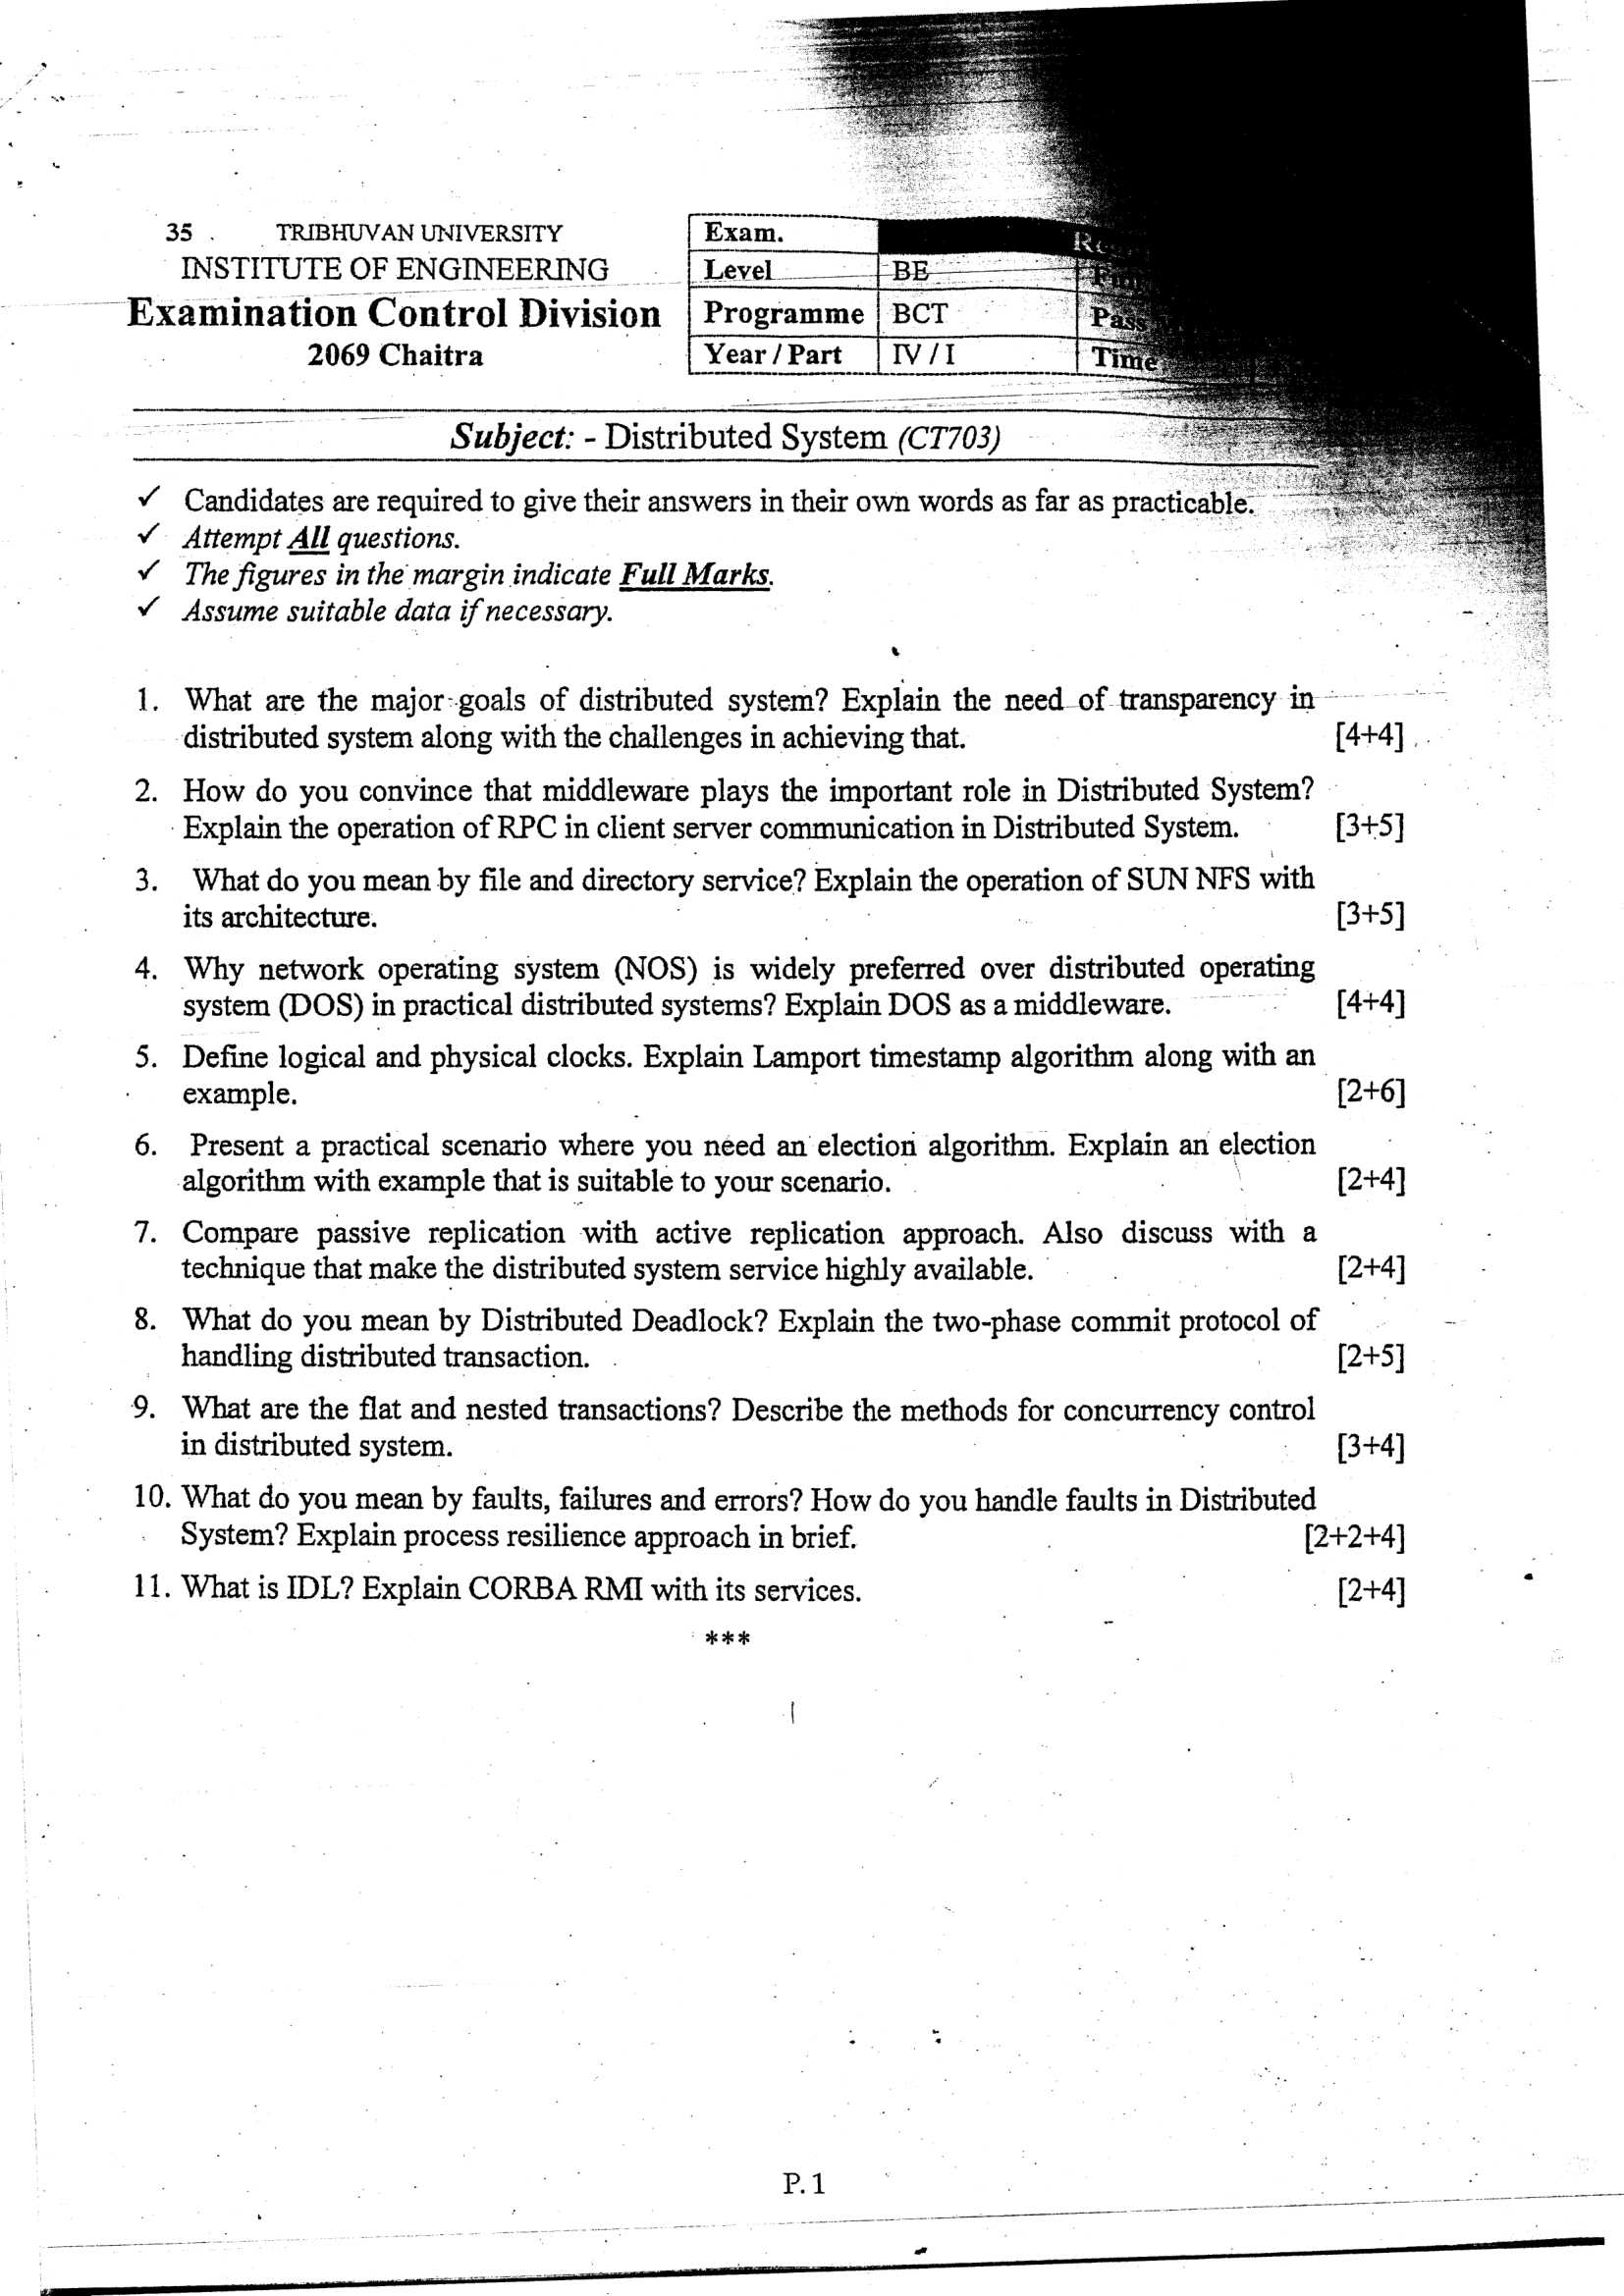 35 TRIBHUVAN UNIVERSITY
INSTITUTE OF ENGINEERING
Examination Control Division
2069 Chaitra
Exam.
Level BE
Programme BCT Pass
Year / Part IV / I Time
Subject: - Distributed System (CT703)
✓ Candidates are required to give their answers in their own words as far as practicable.
✓ Attempt All questions.
✓ The figures in the margin indicate Full Marks.
✓ Assume suitable data if necessary.
1. What are the major goals of distributed system? Explain the need of transparency in
distributed system along with the challenges in achieving that. [4+4]
2. How do you convince that middleware plays the important role in Distributed System?
Explain the operation of RPC in client server communication in Distributed System. [3+5]
3. What do you mean by file and directory service? Explain the operation of SUN NFS with
its architecture. [3+5]
4. Why network operating system (NOS) is widely preferred over distributed operating
system (DOS) in practical distributed systems? Explain DOS as a middleware. [4+4]
5. Define logical and physical clocks. Explain Lamport timestamp algorithm along with an
example. [2+6]
6. Present a practical scenario where you need an election algorithm. Explain an election
algorithm with example that is suitable to your scenario. [2+4]
7. Compare passive replication with active replication approach. Also discuss with a
technique that make the distributed system service highly available. [2+4]
8. What do you mean by Distributed Deadlock? Explain the two-phase commit protocol of
handling distributed transaction. [2+5]
9. What are the flat and nested transactions? Describe the methods for concurrency control
in distributed system. [3+4]
10. What do you mean by faults, failures and errors? How do you handle faults in Distributed
System? Explain process resilience approach in brief. [2+2+4]
11. What is IDL? Explain CORBA RMI with its services. [2+4]
***
P. 1